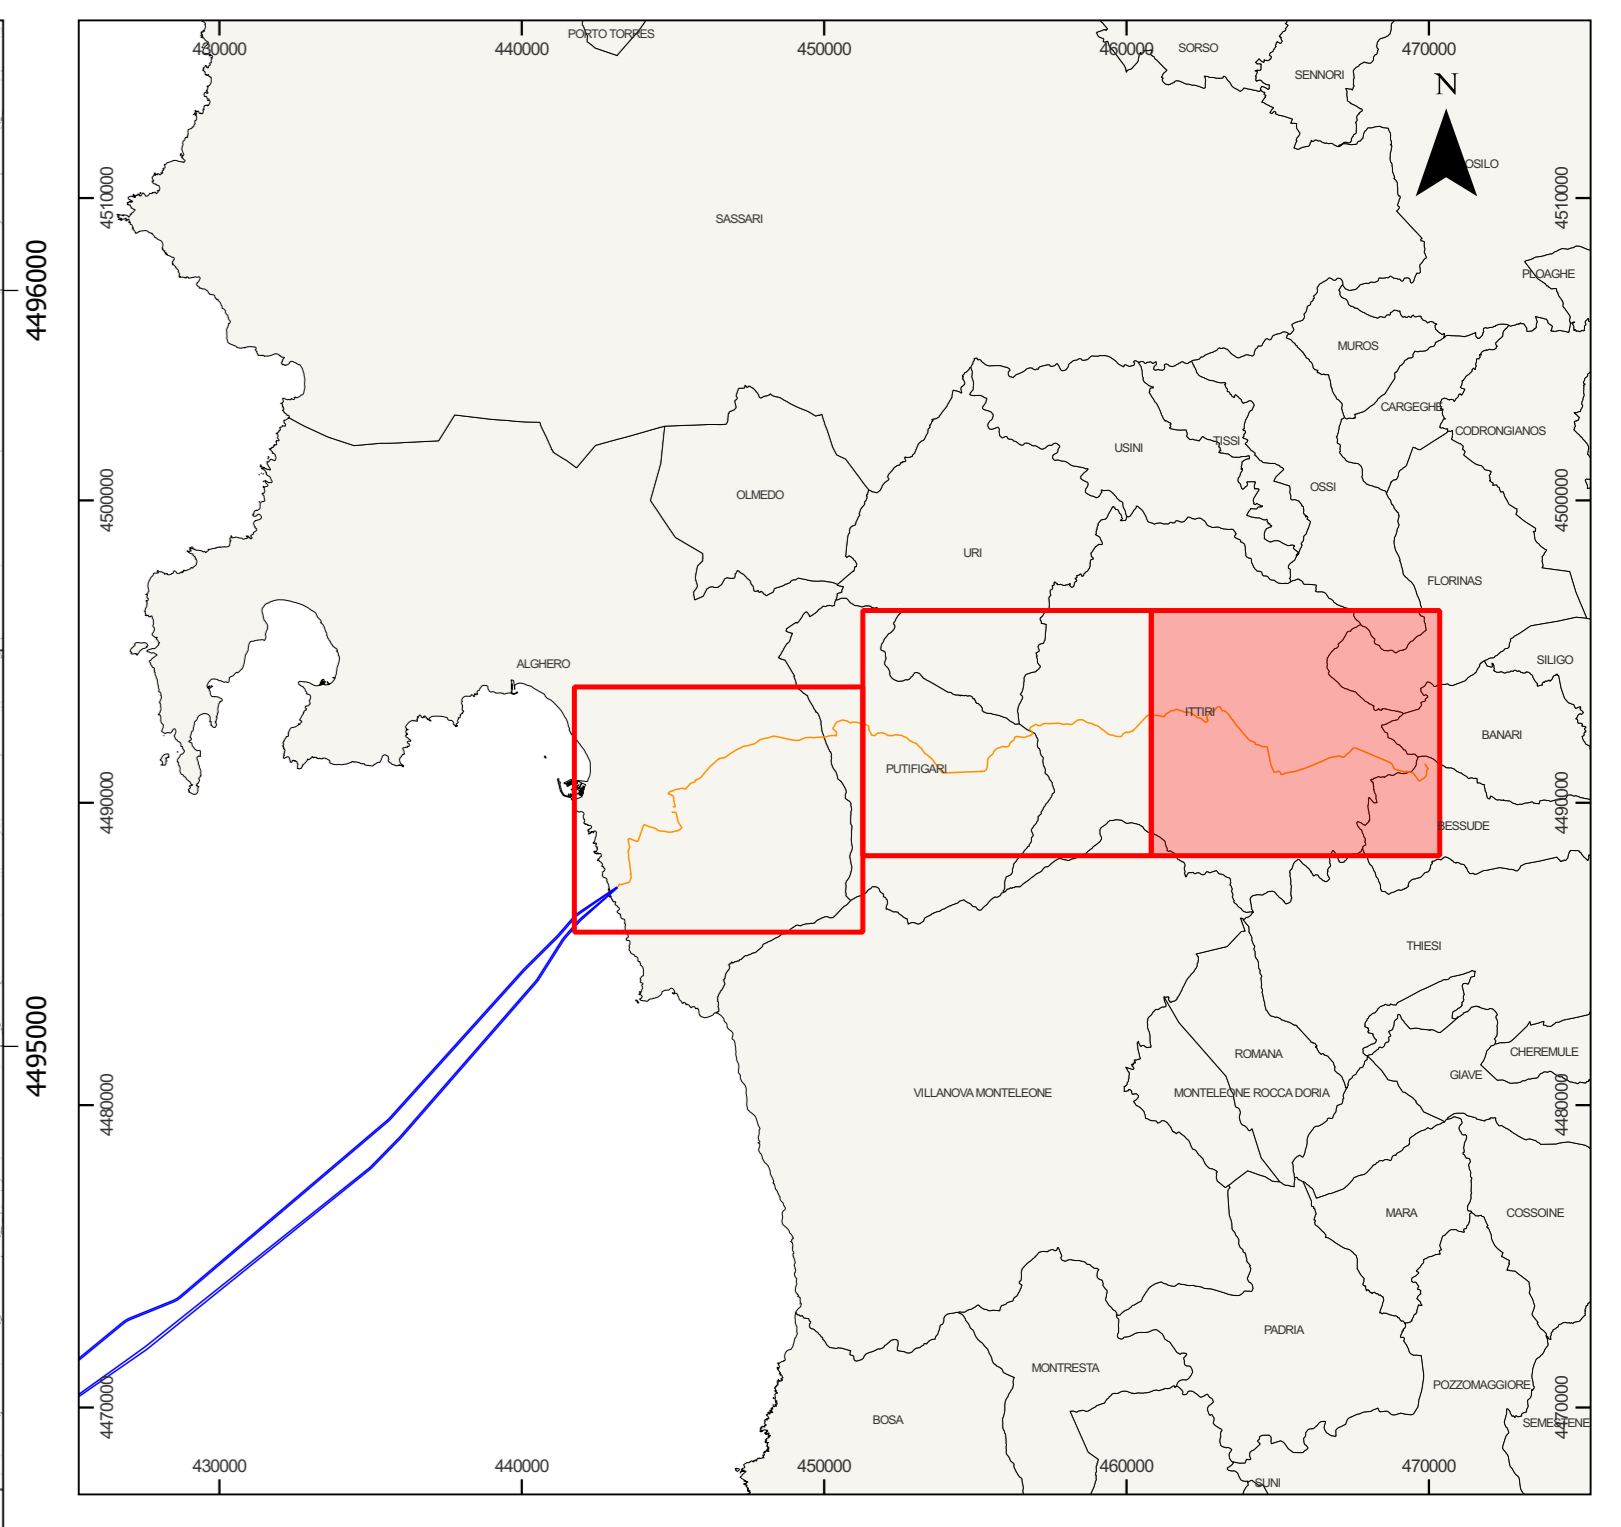 430000
440000
450000
460000
470000
PORTO TORRES
SORSO
SENNORI
N
OSILO
4510000
4510000
SASSARI
4496000
PLOAGHE
MUROS
CARGEGHE
CODRONGIANOS
USINI
TISSI
OSSI
OLMEDO
4500000
4500000
URI
FLORINAS
ALGHERO
SILIGO
ITTIRI
BANARI
PUTIFIGARI
4490000
4490000
BESSUDE
THIESI
4495000
ROMANA
CHEREMULE
GIAVE
VILLANOVA MONTELEONE
MONTELEONE ROCCA DORIA
4480000
4480000
MARA
COSSOINE
PADRIA
MONTRESTA
POZZOMAGGIORE
4470000
4470000
BOSA
SEMESTENE
430000
440000
450000
460000
470000
SUNI